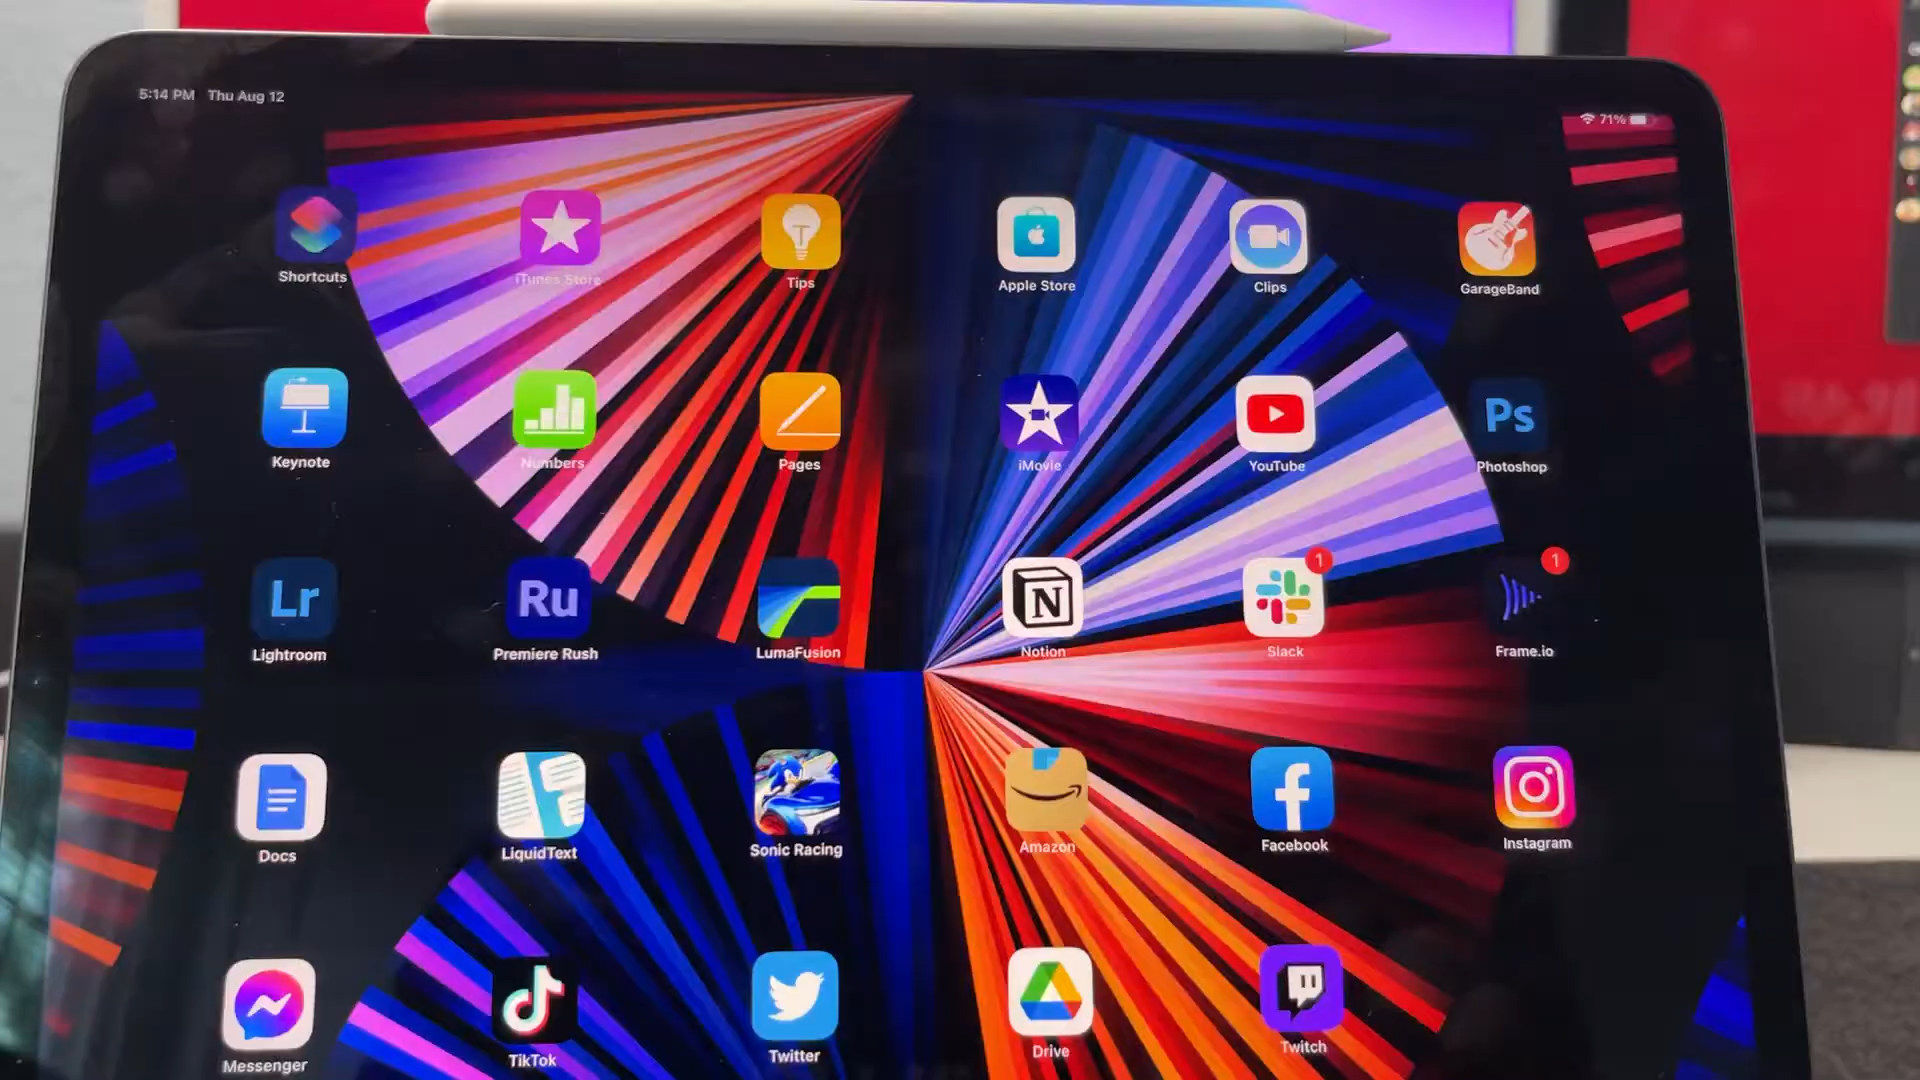 5:14 PM Thu Aug 12
71%
Shortcuts
iTunes Store
Tips
Apple Store
Clips
GarageBand
Keynote
Numbers
Pages
iMovie
YouTube
Ps
Photoshop
Lr
Lightroom
Ru
Premiere Rush
LumaFusion
N
Notion
1
Slack
1
Frame.io
Docs
LiquidText
Sonic Racing
Amazon
Facebook
Instagram
Messenger
TikTok
Twitter
Drive
Twitch